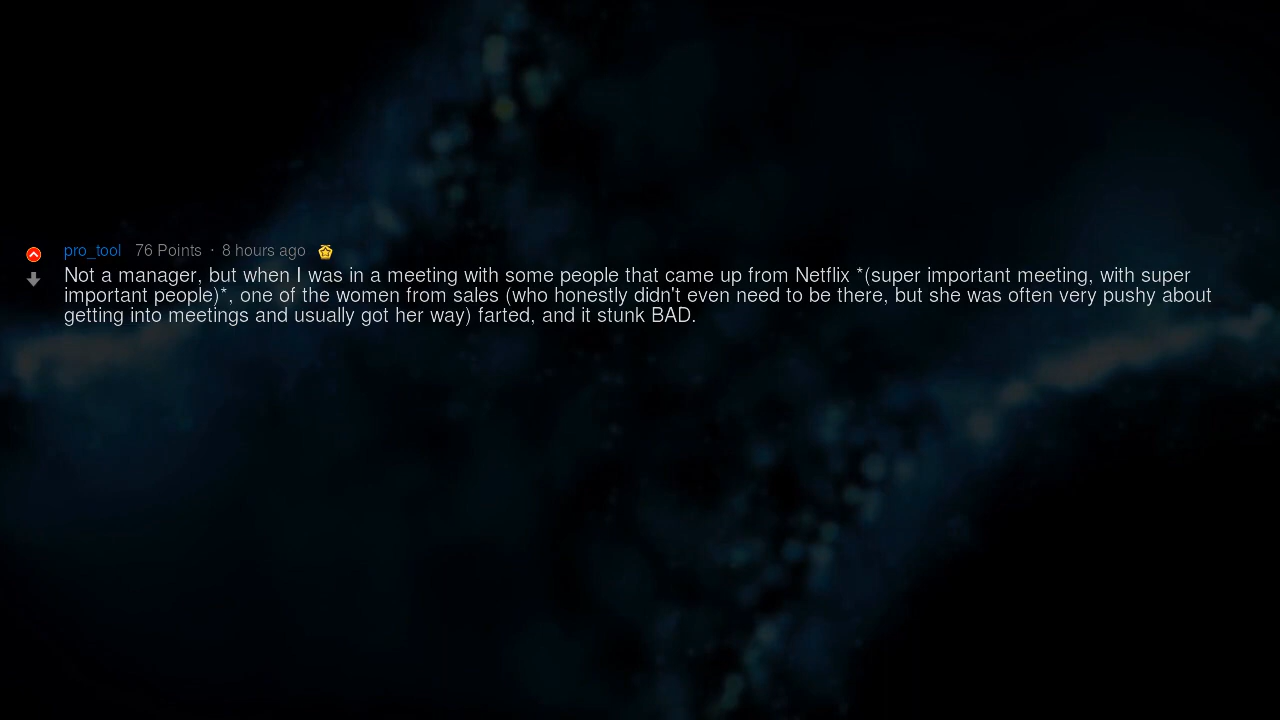 pro_tool 76 Points · 8 hours ago
Not a manager, but when I was in a meeting with some people that came up from Netflix *(super important meeting, with super
important people)*, one of the women from sales (who honestly didn't even need to be there, but she was often very pushy about
getting into meetings and usually got her way) farted, and it stunk BAD.